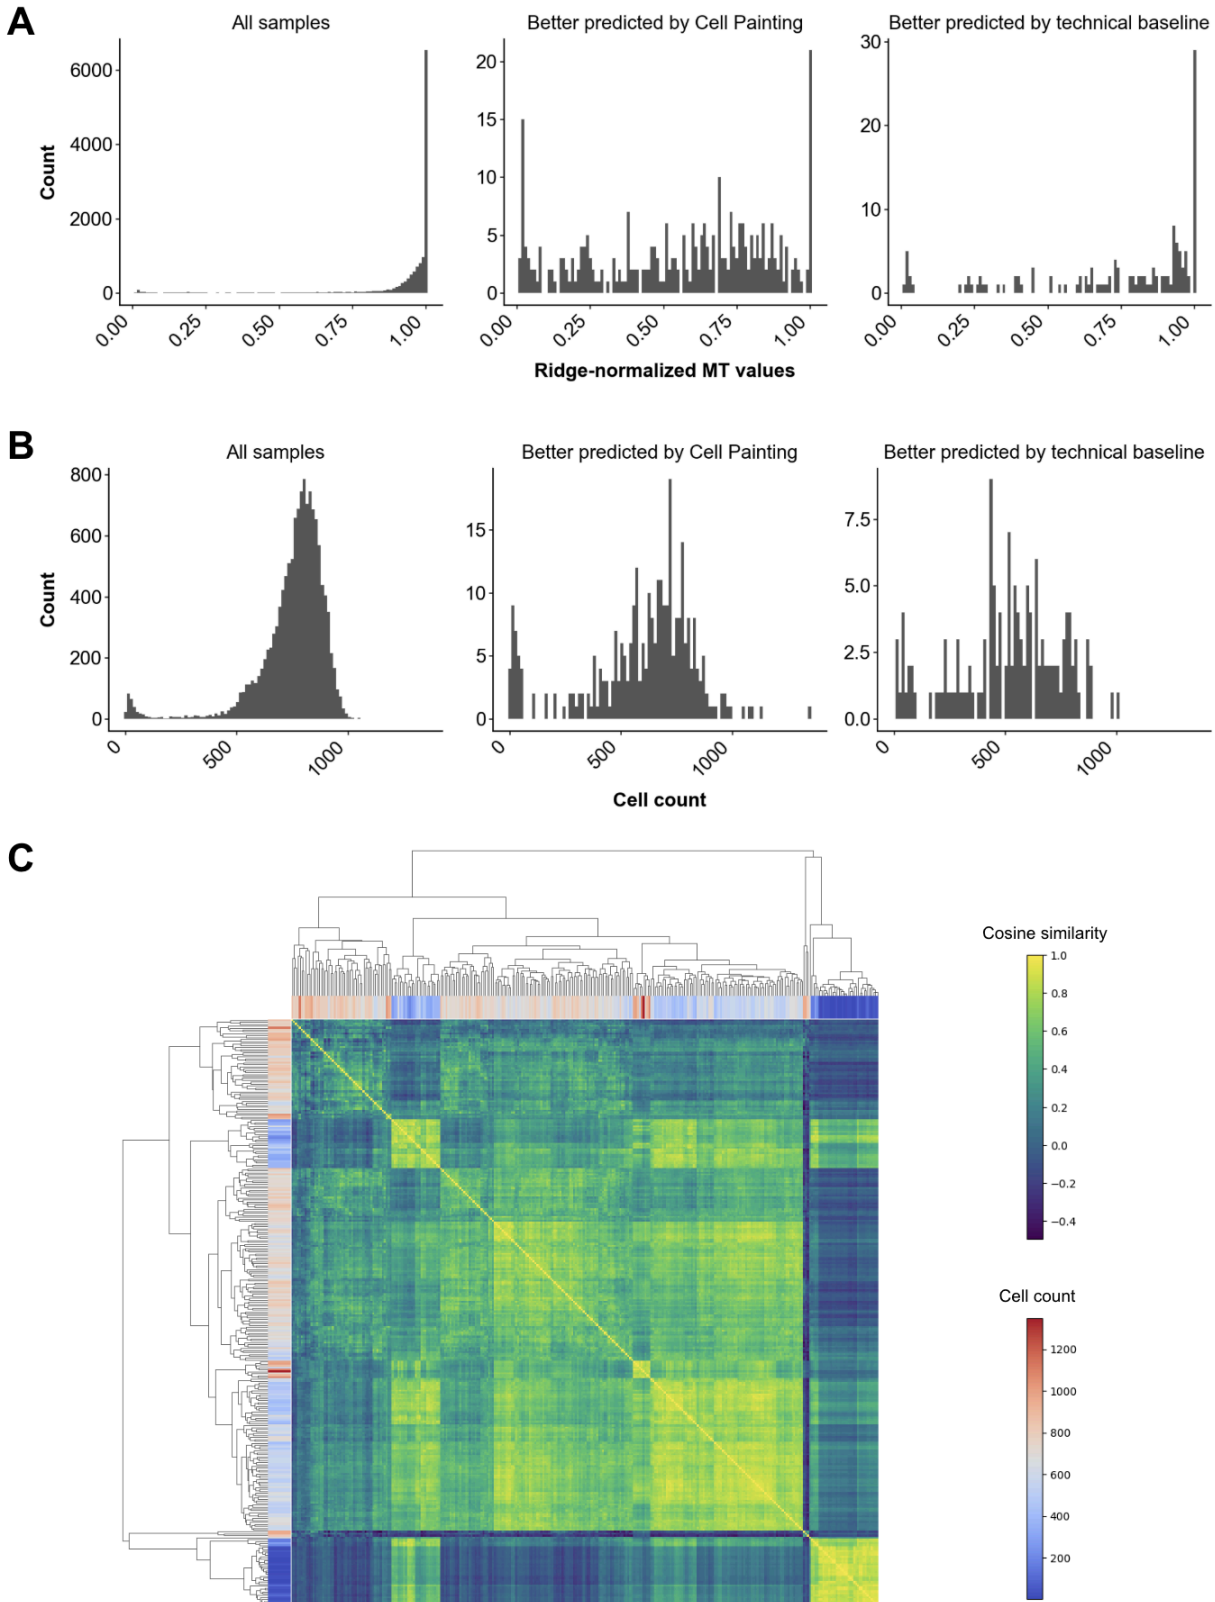 A
All samples
Better predicted by Cell Painting
Better predicted by technical baseline
Count
6000
4000
2000
0
20
15
10
5
0
30
20
10
0
0.00 0.25 0.50 0.75 1.00
0.00 0.25 0.50 0.75 1.00
0.00 0.25 0.50 0.75 1.00
Ridge-normalized MT values
B
All samples
Better predicted by Cell Painting
Better predicted by technical baseline
Count
800
600
400
200
0
15
10
5
0
7.5
5.0
2.5
0.0
0 500 1000
0 500 1000
0 500 1000
Cell count
C
Cosine similarity
1.0
0.8
0.6
0.4
0.2
0.0
−0.2
−0.4
Cell count
1200
1000
800
600
400
200